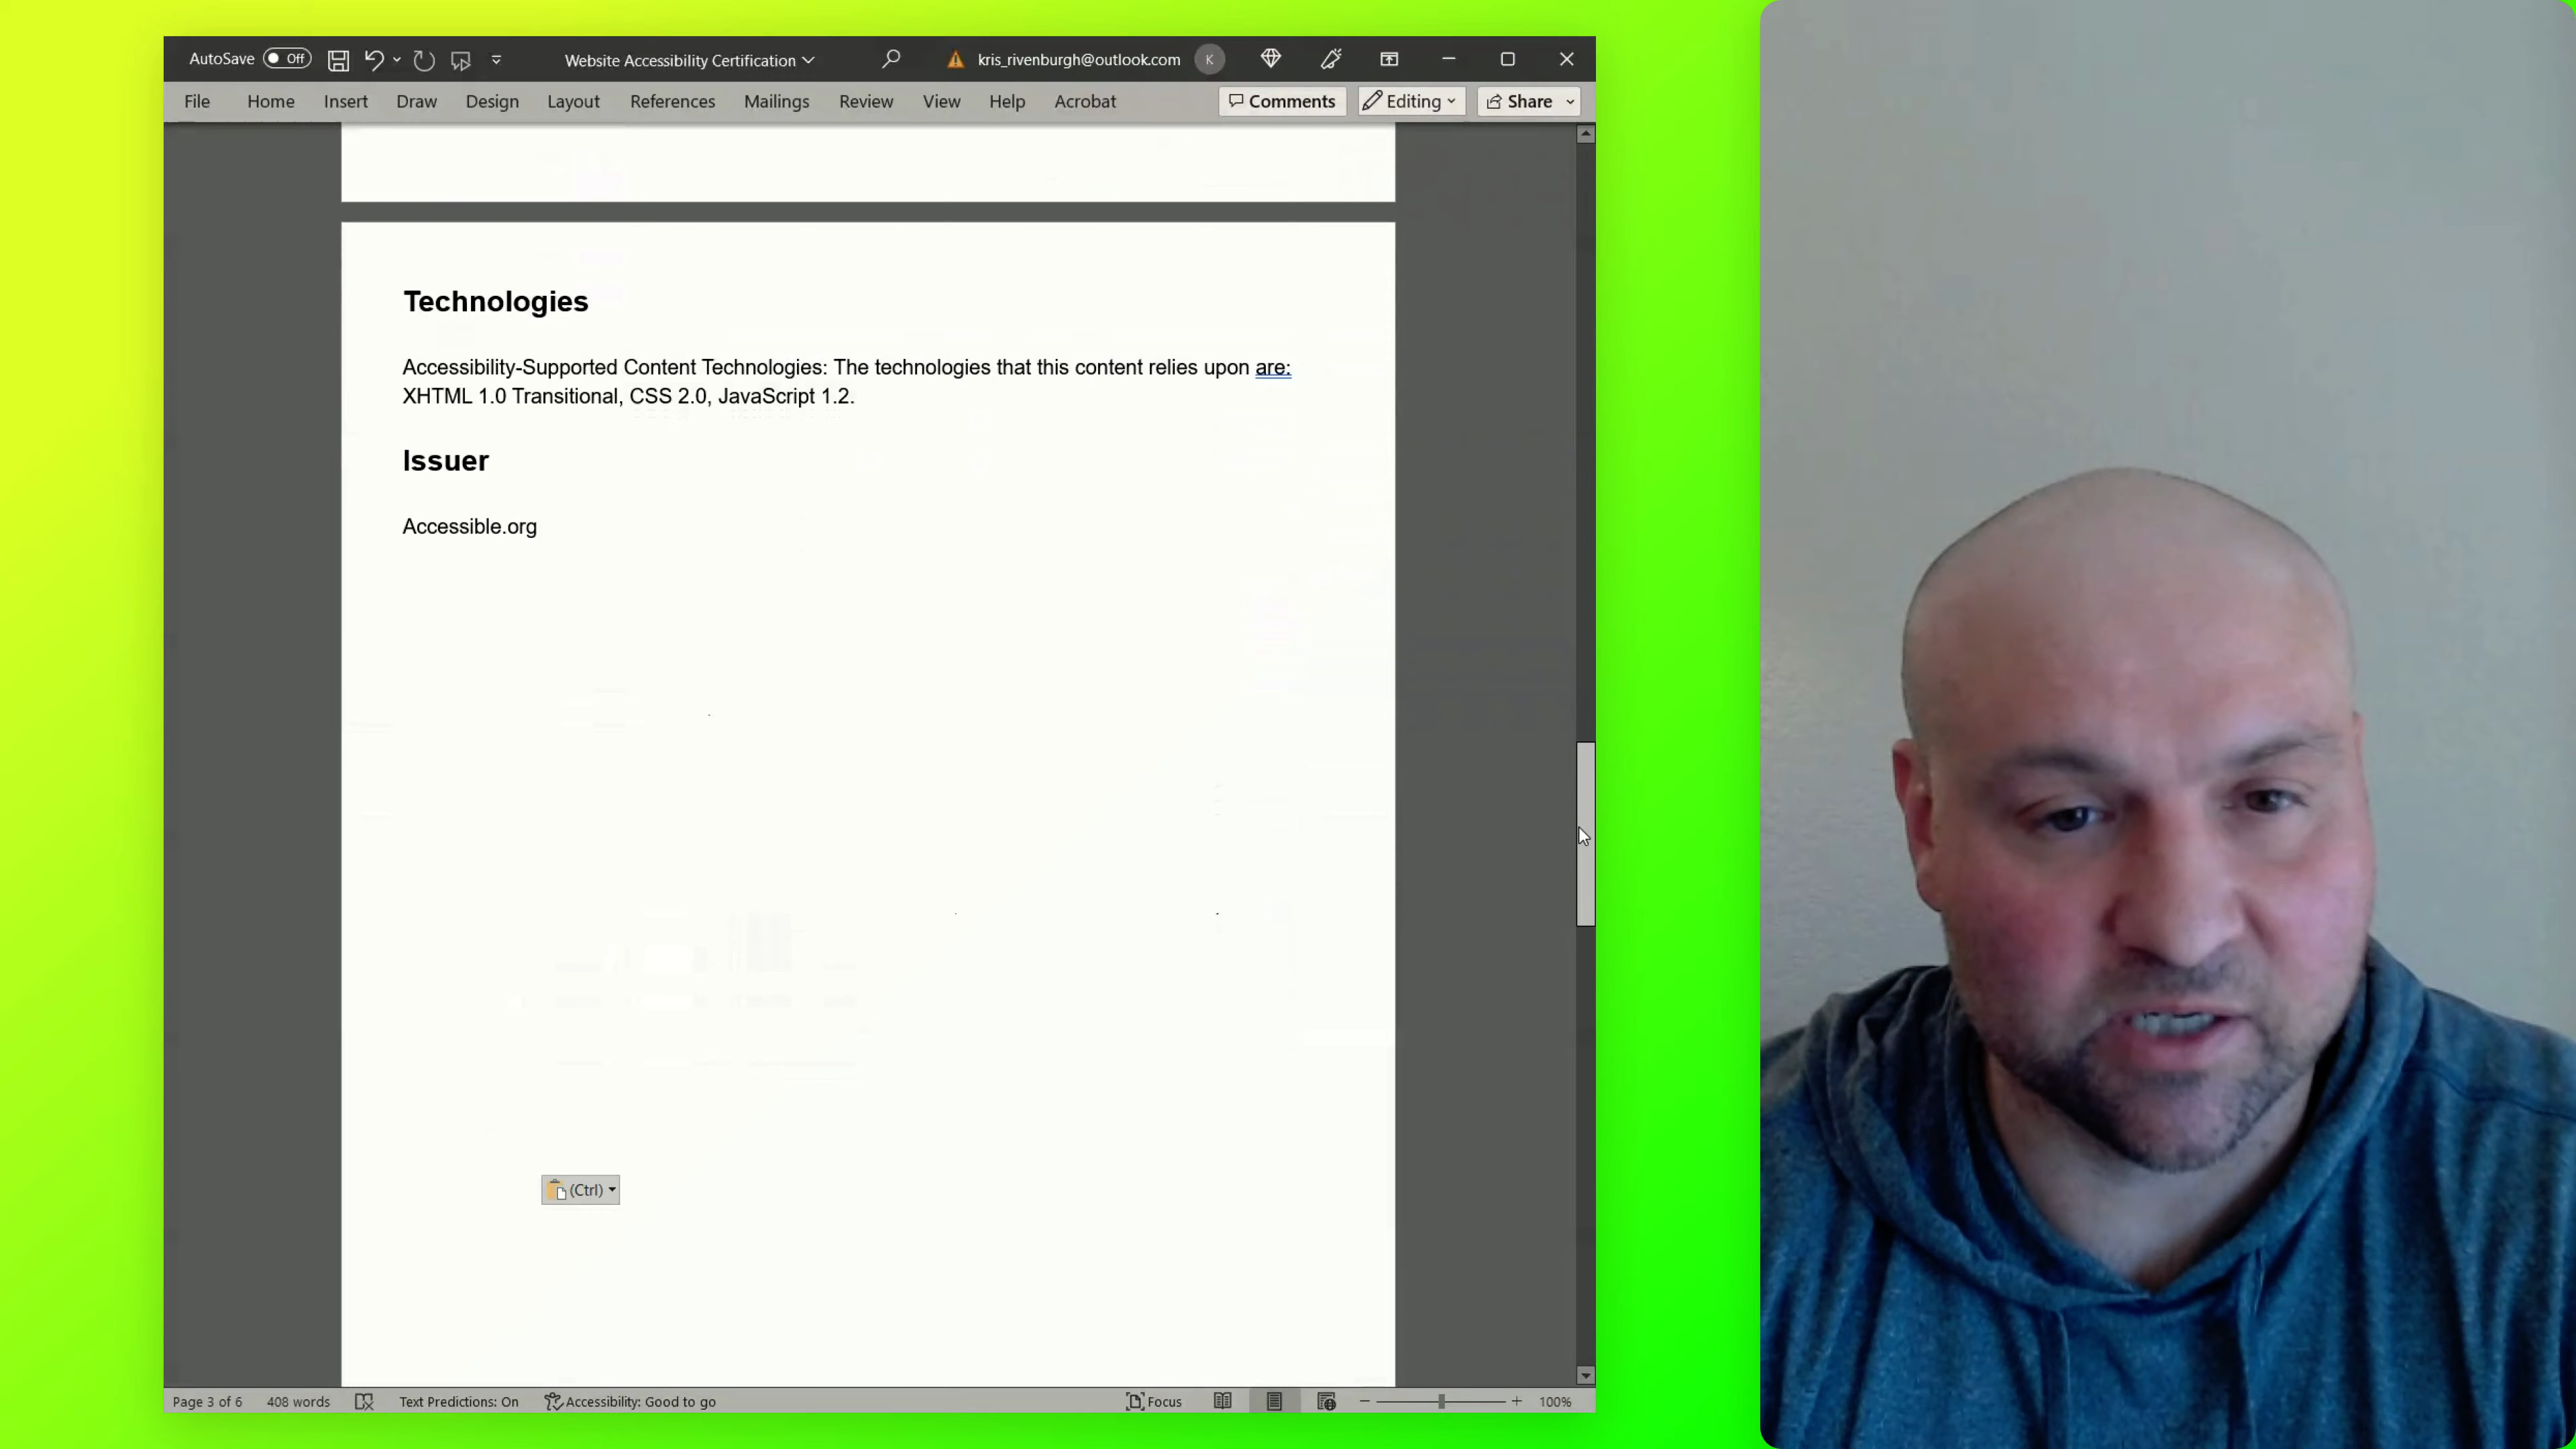 AutoSave Off Website Accessibility Certification kris_rivenburgh@outlook.com K
File Home Insert Draw Design Layout References Mailings Review View Help Acrobat Comments Editing Share
Technologies
Accessibility-Supported Content Technologies: The technologies that this content relies upon are:
XHTML 1.0 Transitional, CSS 2.0, JavaScript 1.2.
Issuer
Accessible.org
(Ctrl)
Page 3 of 6 408 words Text Predictions: On Accessibility: Good to go Focus 100%